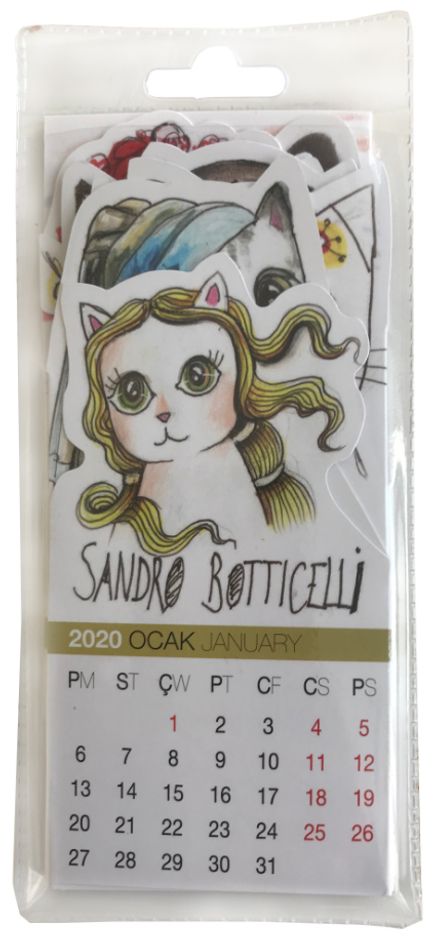 SANDRO BOTTICELLI
2020 OCAK JANUARY
PM ST ÇW PT CF CS PS
1 2 3 4 5
6 7 8 9 10 11 12
13 14 15 16 17 18 19
20 21 22 23 24 25 26
27 28 29 30 31